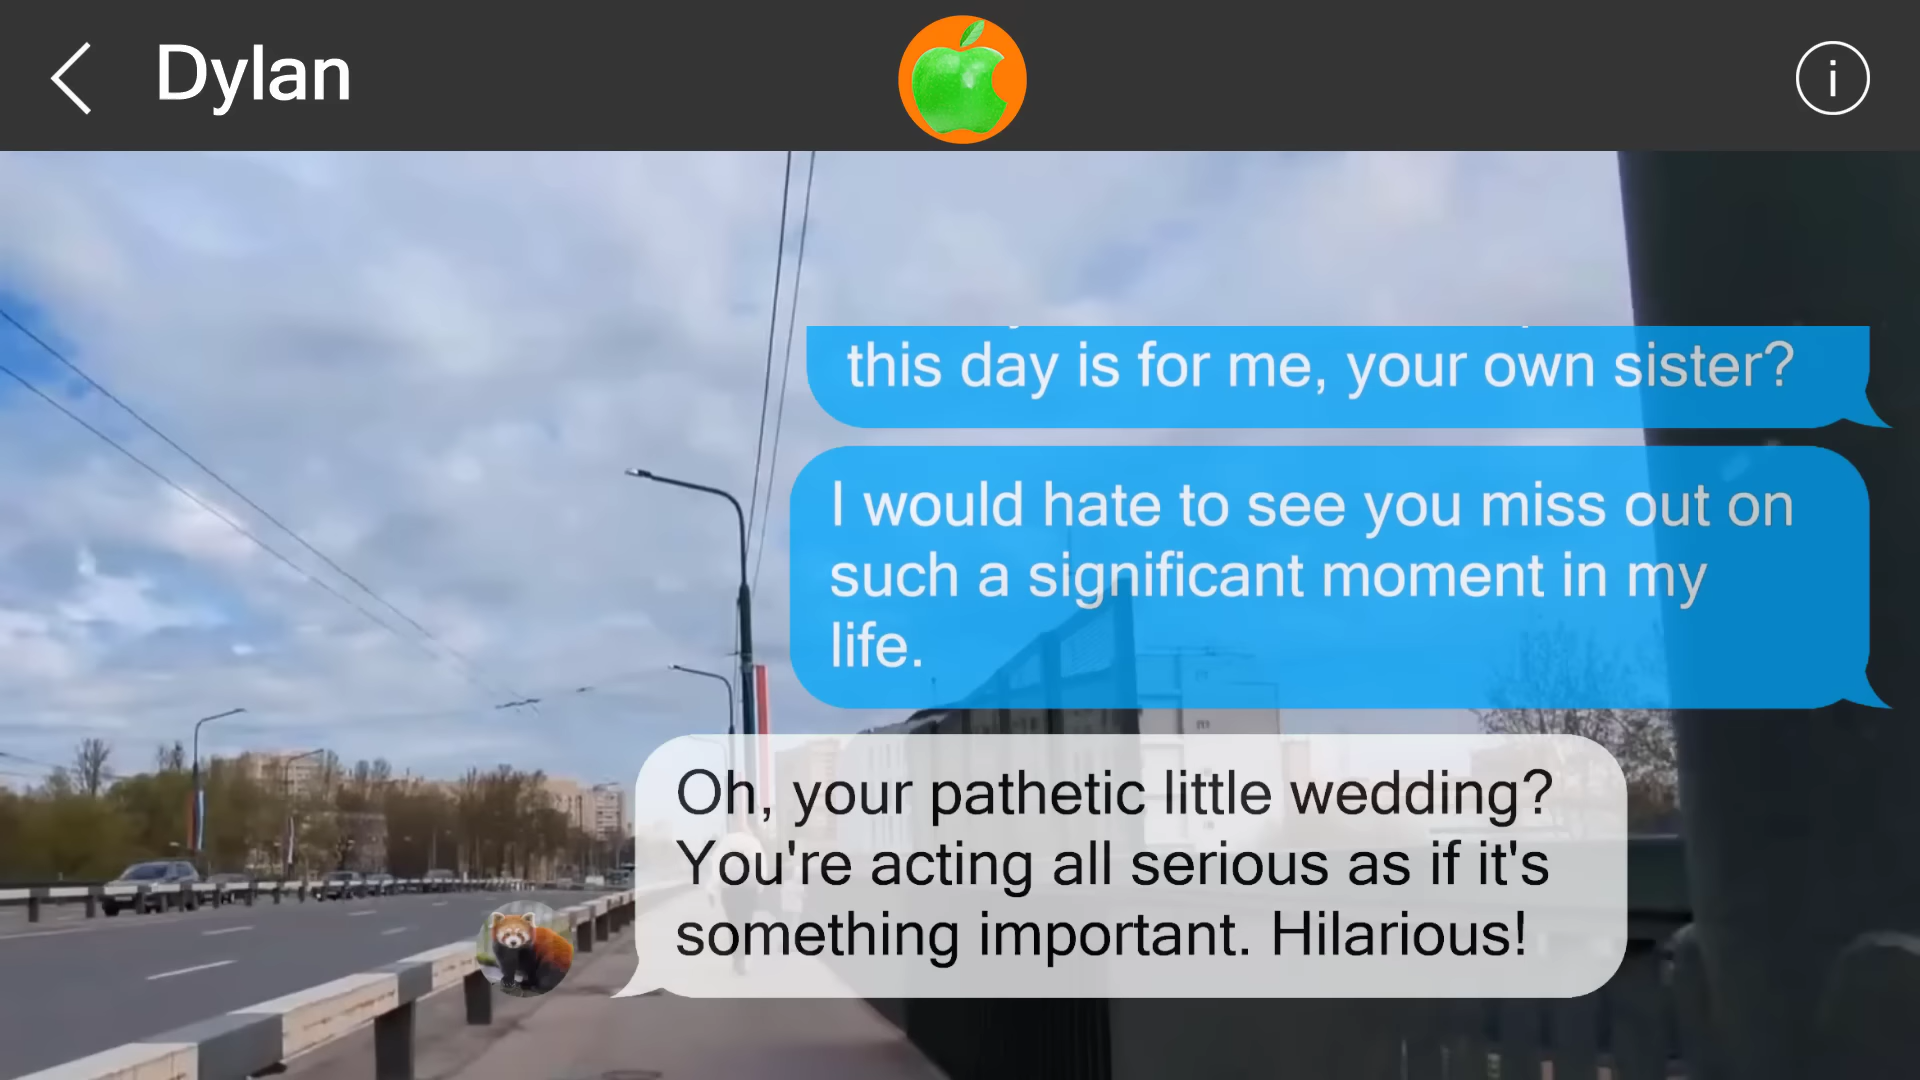 Dylan
this day is for me, your own sister?
I would hate to see you miss out on
such a significant moment in my
life.
Oh, your pathetic little wedding?
You're acting all serious as if it's
something important. Hilarious!